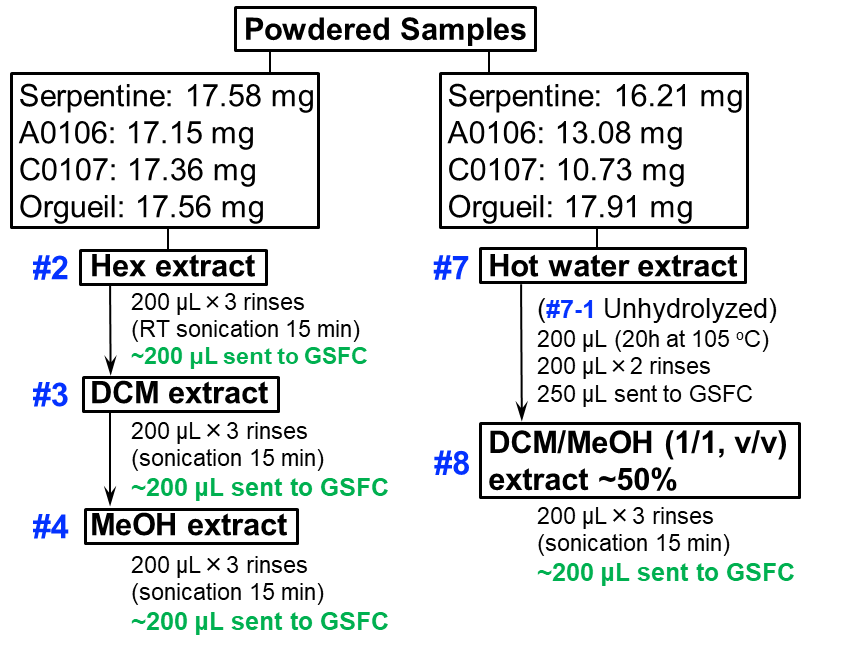 Powdered Samples
Serpentine: 17.58 mg
A0106: 17.15 mg
C0107: 17.36 mg
Orgueil: 17.56 mg
#2 Hex extract
200 µL × 3 rinses
(RT sonication 15 min)
~200 µL sent to GSFC
#3 DCM extract
200 µL × 3 rinses
(sonication 15 min)
~200 µL sent to GSFC
#4 MeOH extract
200 µL × 3 rinses
(sonication 15 min)
~200 µL sent to GSFC
Serpentine: 16.21 mg
A0106: 13.08 mg
C0107: 10.73 mg
Orgueil: 17.91 mg
#7 Hot water extract
(#7-1 Unhydrolyzed)
200 µL (20h at 105 °C)
200 µL × 2 rinses
250 µL sent to GSFC
#8 DCM/MeOH (1/1, v/v)
extract ~50%
200 µL × 3 rinses
(sonication 15 min)
~200 µL sent to GSFC